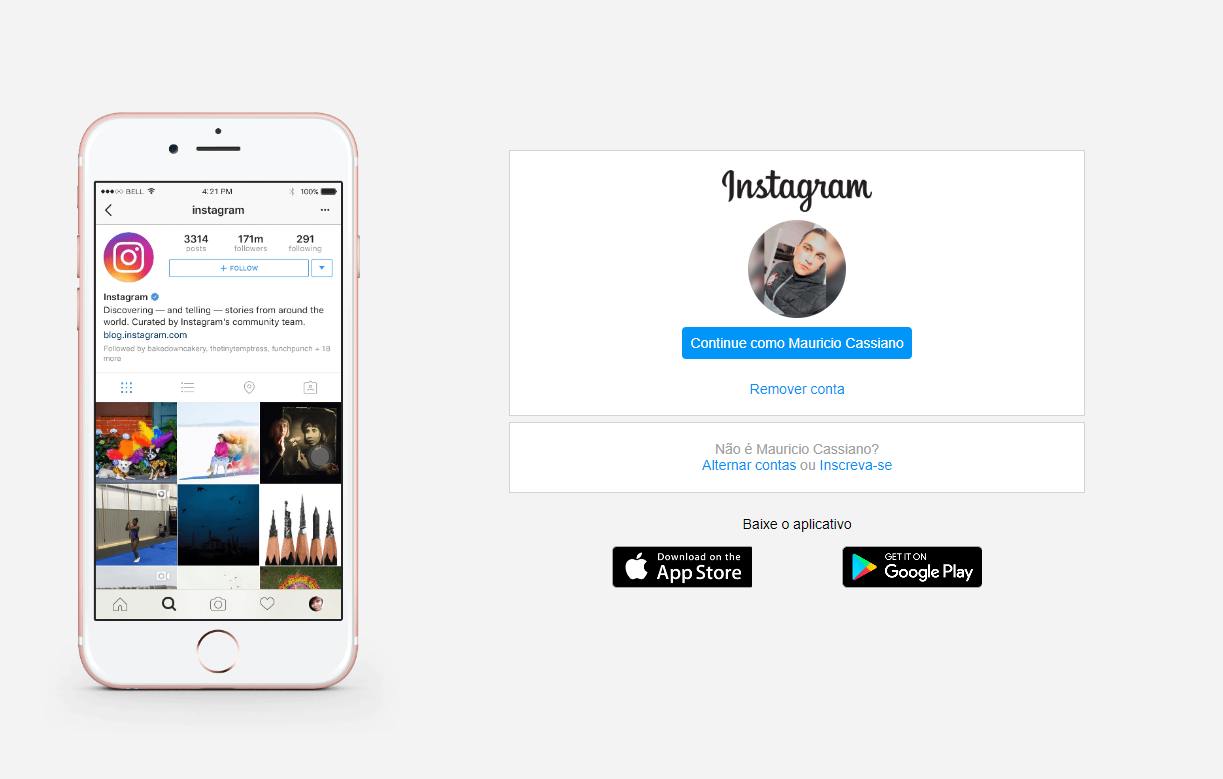 BELL
4:21 PM
100%
instagram
3314
171m
291
posts
followers
following
+ FOLLOW
Instagram
Discovering — and telling — stories from around the
world. Curated by Instagram's community team.
blog.instagram.com
Followed by bakedowncakery, thetinytemptress, funchpunch + 18
more
Instagram
Continue como Mauricio Cassiano
Remover conta
Não é Mauricio Cassiano?
Alternar contas ou Inscreva-se
Baixe o aplicativo
Download on the
App Store
GET IT ON
Google Play